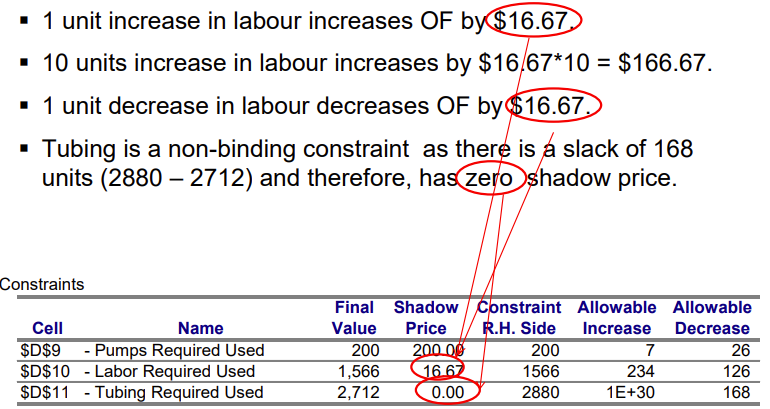 ▪ 1 unit increase in labour increases OF by $16.67.
▪ 10 units increase in labour increases by $16.67*10 = $166.67.
▪ 1 unit decrease in labour decreases OF by $16.67.
▪ Tubing is a non-binding constraint as there is a slack of 168
units (2880 – 2712) and therefore, has zero shadow price.
Constraints
Final Shadow Constraint Allowable Allowable
Cell Name Value Price R.H. Side Increase Decrease
$D$9 - Pumps Required Used 200 200.00 200 7 26
$D$10 - Labor Required Used 1,566 16.67 1566 234 126
$D$11 - Tubing Required Used 2,712 0.00 2880 1E+30 168